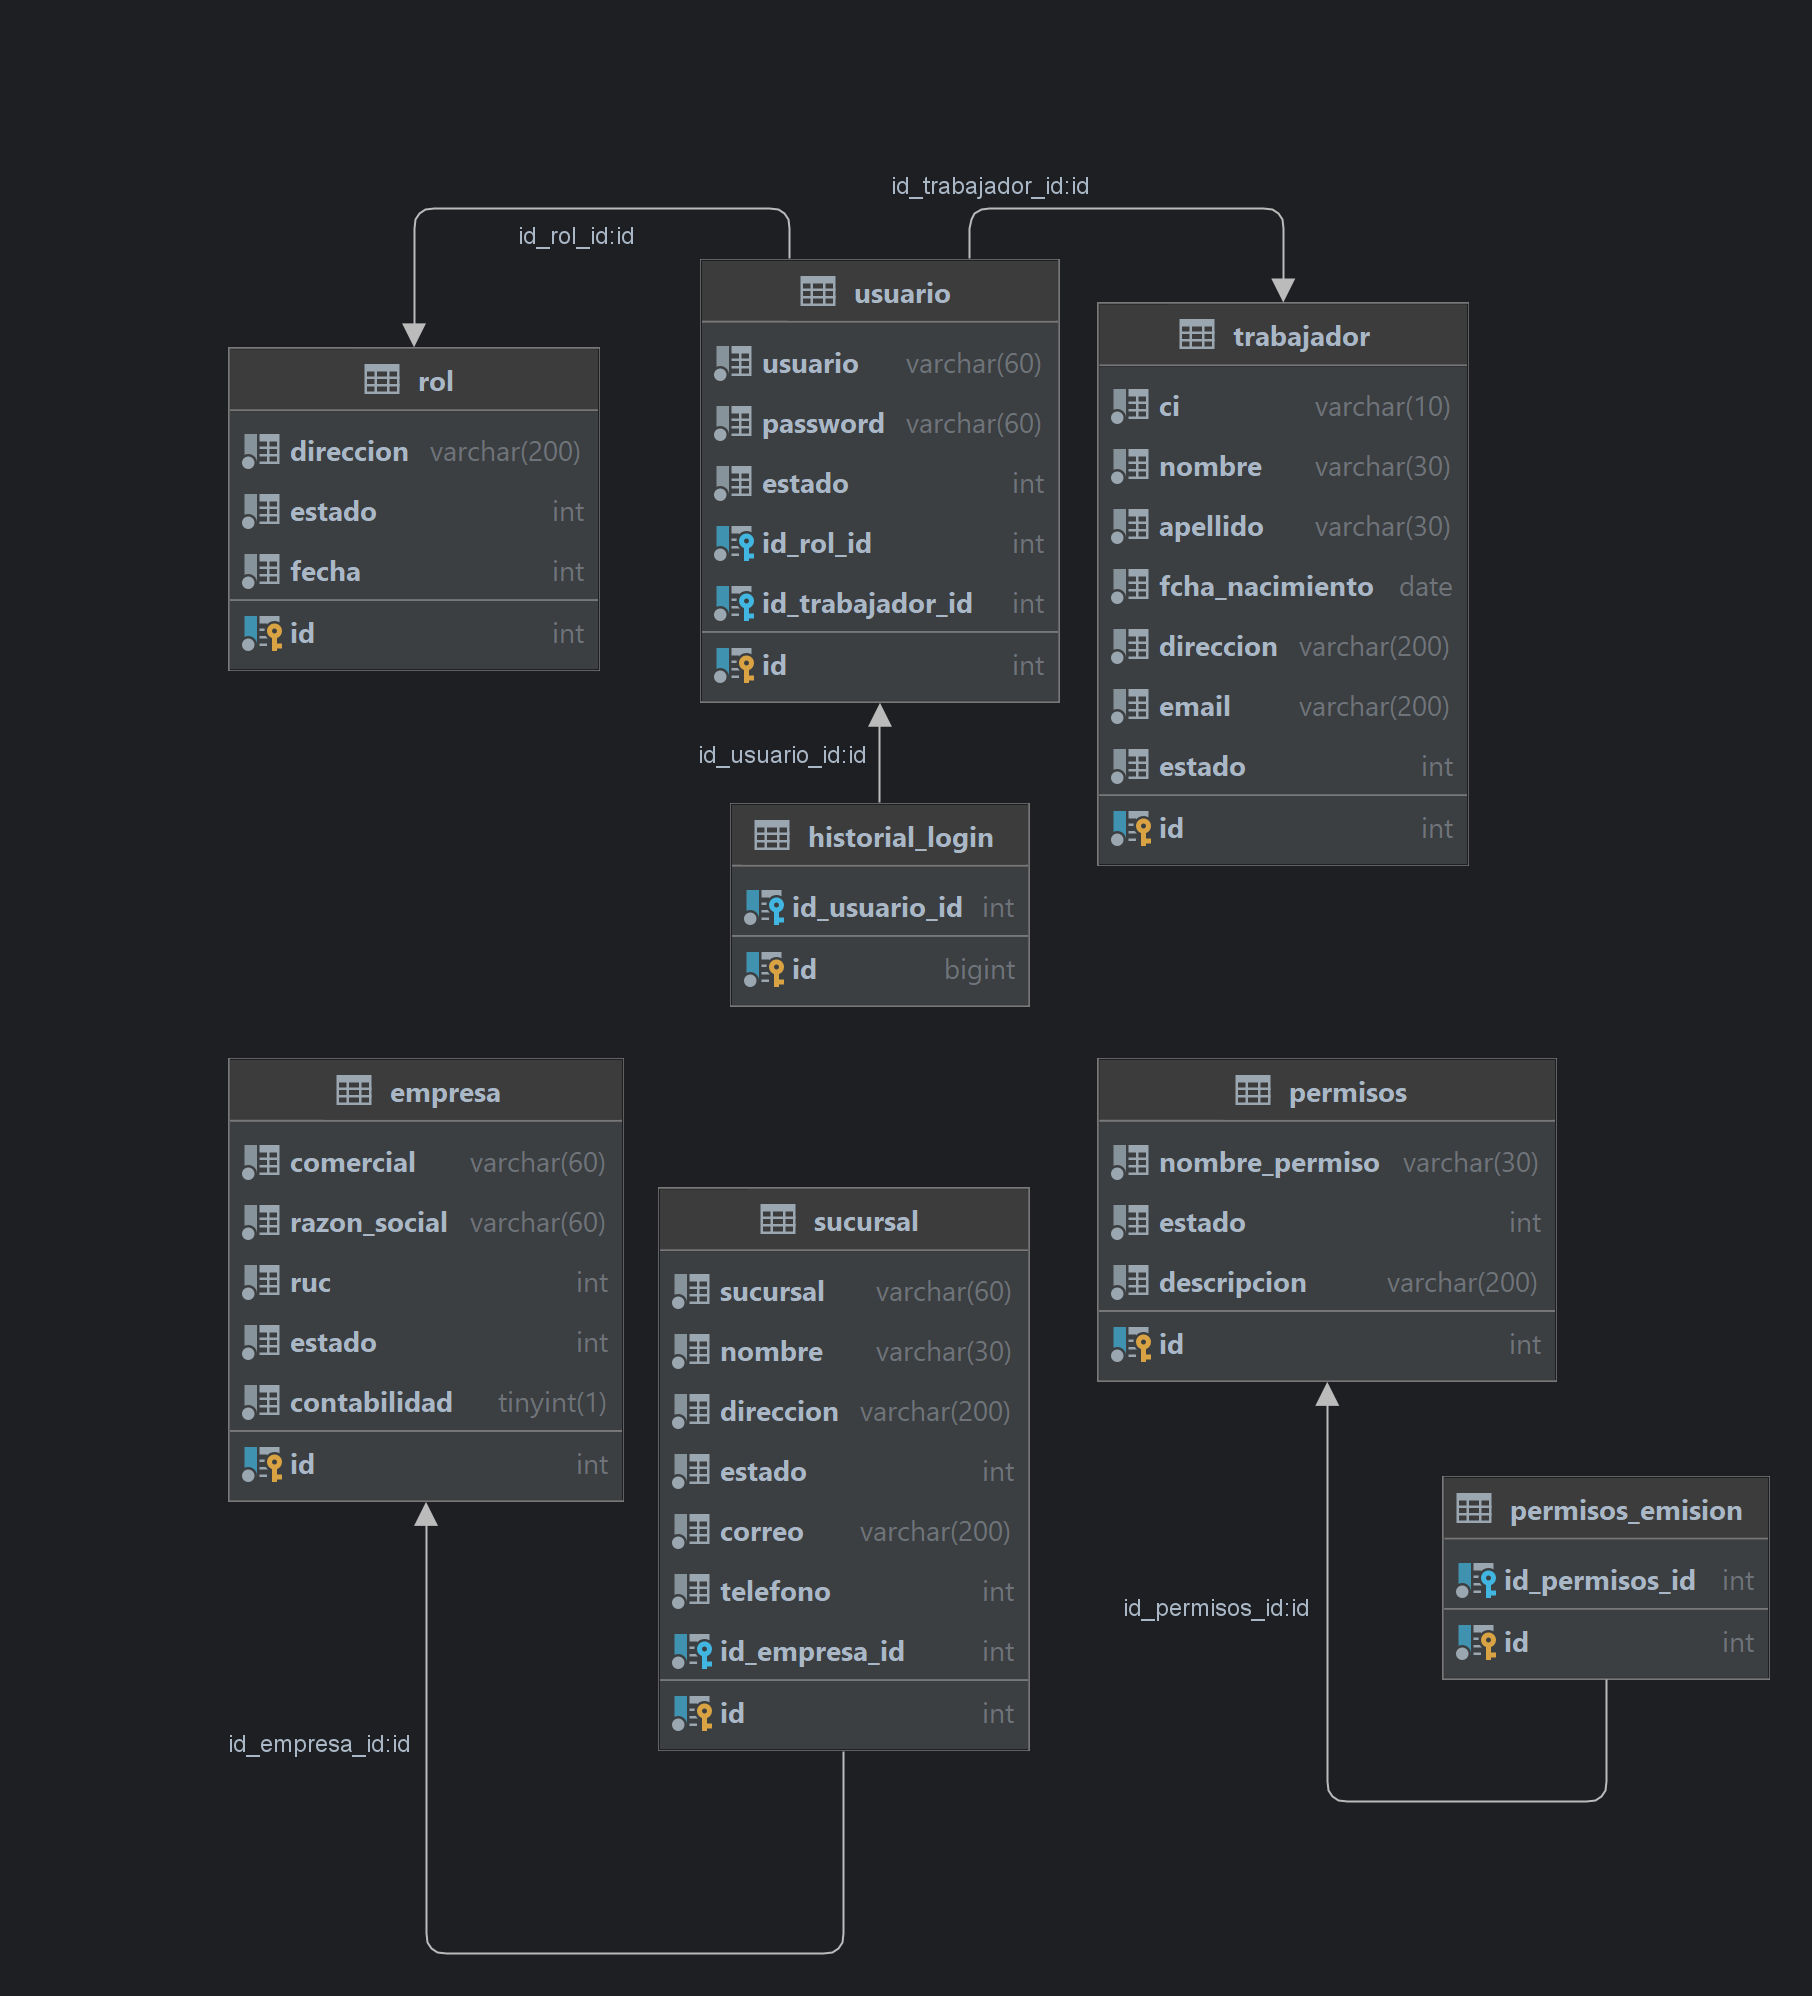 id_trabajador_id:id
id_rol_id:id
usuario
usuario varchar(60)
password varchar(60)
estado int
id_rol_id int
id_trabajador_id int
id int
trabajador
ci varchar(10)
nombre varchar(30)
apellido varchar(30)
fcha_nacimiento date
direccion varchar(200)
email varchar(200)
estado int
id int
rol
direccion varchar(200)
estado int
fecha int
id int
id_usuario_id:id
historial_login
id_usuario_id int
id bigint
empresa
comercial varchar(60)
razon_social varchar(60)
ruc int
estado int
contabilidad tinyint(1)
id int
sucursal
sucursal varchar(60)
nombre varchar(30)
direccion varchar(200)
estado int
correo varchar(200)
telefono int
id_empresa_id int
id int
permisos
nombre_permiso varchar(30)
estado int
descripcion varchar(200)
id int
permisos_emision
id_permisos_id int
id int
id_permisos_id:id
id_empresa_id:id